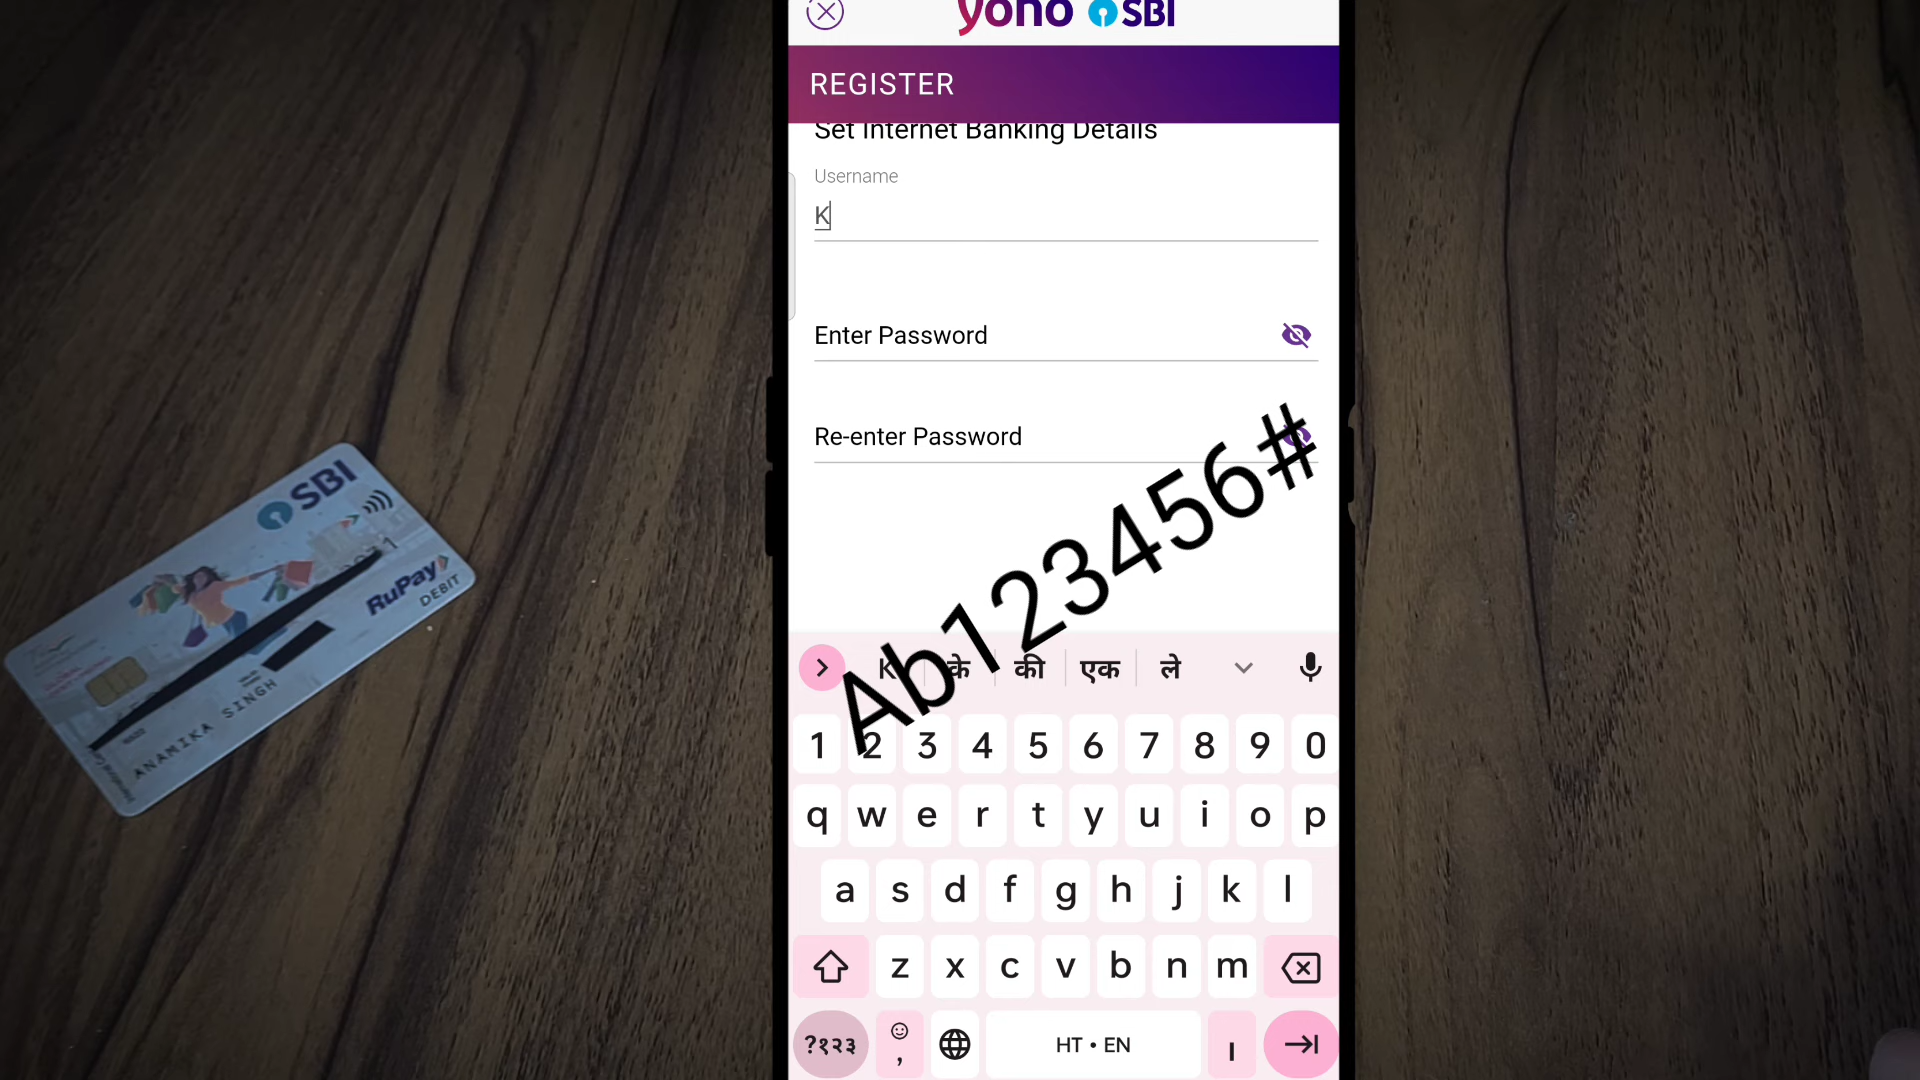 yono SBI
REGISTER
Set Internet Banking Details
Username
K
Enter Password
Re-enter Password
Ab123456#
K के की एक ले
1 2 3 4 5 6 7 8 9 0
q w e r t y u i o p
a s d f g h j k l
z x c v b n m
?१२३ , HT • EN ।
SBI
RuPay
DEBIT
ANAMIKA SINGH